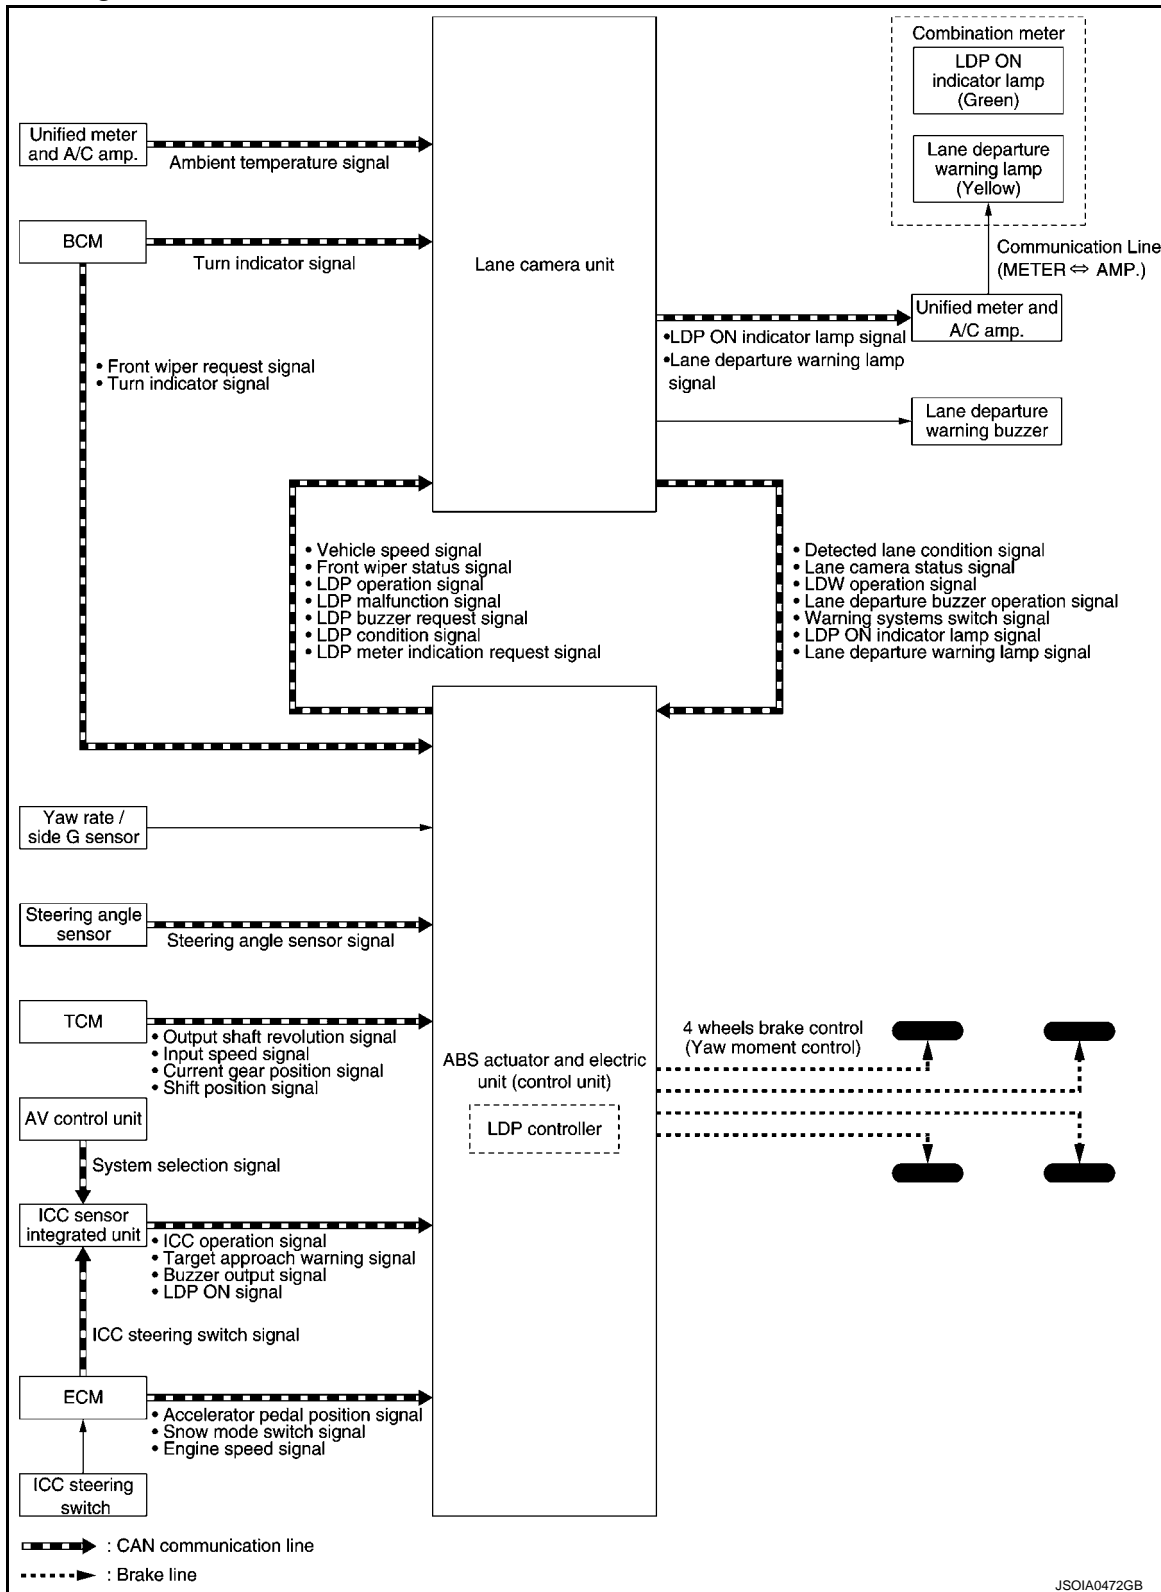 Combination meter
LDP ON
indicator lamp
(Green)
Lane departure
warning lamp
(Yellow)
Unified meter
and A/C amp.
Ambient temperature signal
BCM
Turn indicator signal
Lane camera unit
Communication Line
(METER ⇔ AMP.)
Unified meter and
A/C amp.
•LDP ON indicator lamp signal
•Lane departure warning lamp
signal
• Front wiper request signal
• Turn indicator signal
Lane departure
warning buzzer
• Vehicle speed signal
• Front wiper status signal
• LDP operation signal
• LDP malfunction signal
• LDP buzzer request signal
• LDP condition signal
• LDP meter indication request signal
• Detected lane condition signal
• Lane camera status signal
• LDW operation signal
• Lane departure buzzer operation signal
• Warning systems switch signal
• LDP ON indicator lamp signal
• Lane departure warning lamp signal
Yaw rate /
side G sensor
Steering angle
sensor
Steering angle sensor signal
TCM
• Output shaft revolution signal
• Input speed signal
• Current gear position signal
• Shift position signal
4 wheels brake control
(Yaw moment control)
ABS actuator and electric
unit (control unit)
LDP controller
AV control unit
System selection signal
ICC sensor
integrated unit
• ICC operation signal
• Target approach warning signal
• Buzzer output signal
• LDP ON signal
ICC steering switch signal
ECM
• Accelerator pedal position signal
• Snow mode switch signal
• Engine speed signal
ICC steering
switch
: CAN communication line
: Brake line
JSOIA0472GB